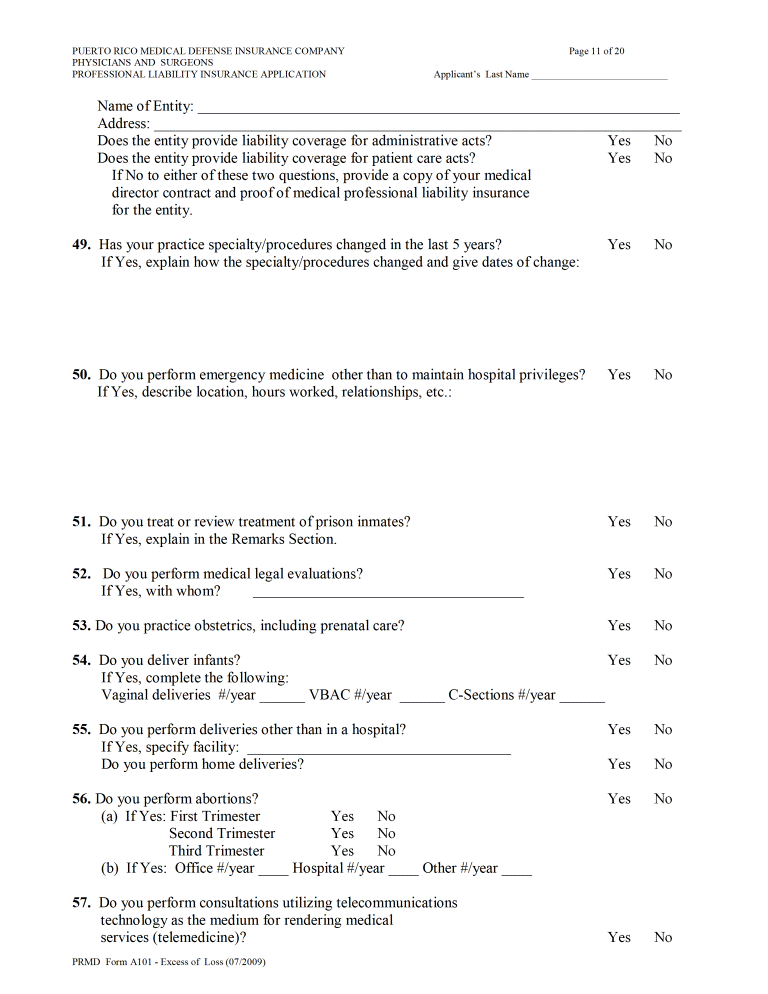 PUERTO RICO MEDICAL DEFENSE INSURANCE COMPANY Page 11 of 20
PHYSICIANS AND SURGEONS
PROFESSIONAL LIABILITY INSURANCE APPLICATION Applicant's Last Name ___________________________
Name of Entity: ______________________________________________________________
Address: ____________________________________________________________________
Does the entity provide liability coverage for administrative acts? Yes No
Does the entity provide liability coverage for patient care acts? Yes No
If No to either of these two questions, provide a copy of your medical
director contract and proof of medical professional liability insurance
for the entity.
49. Has your practice specialty/procedures changed in the last 5 years? Yes No
If Yes, explain how the specialty/procedures changed and give dates of change:
50. Do you perform emergency medicine other than to maintain hospital privileges? Yes No
If Yes, describe location, hours worked, relationships, etc.:
51. Do you treat or review treatment of prison inmates? Yes No
If Yes, explain in the Remarks Section.
52. Do you perform medical legal evaluations? Yes No
If Yes, with whom? ___________________________________
53. Do you practice obstetrics, including prenatal care? Yes No
54. Do you deliver infants? Yes No
If Yes, complete the following:
Vaginal deliveries #/year ______ VBAC #/year ______ C-Sections #/year ______
55. Do you perform deliveries other than in a hospital? Yes No
If Yes, specify facility: __________________________________
Do you perform home deliveries? Yes No
56. Do you perform abortions? Yes No
(a) If Yes: First Trimester Yes No
Second Trimester Yes No
Third Trimester Yes No
(b) If Yes: Office #/year ____ Hospital #/year ____ Other #/year ____
57. Do you perform consultations utilizing telecommunications
technology as the medium for rendering medical
services (telemedicine)? Yes No
PRMD Form A101 - Excess of Loss (07/2009)